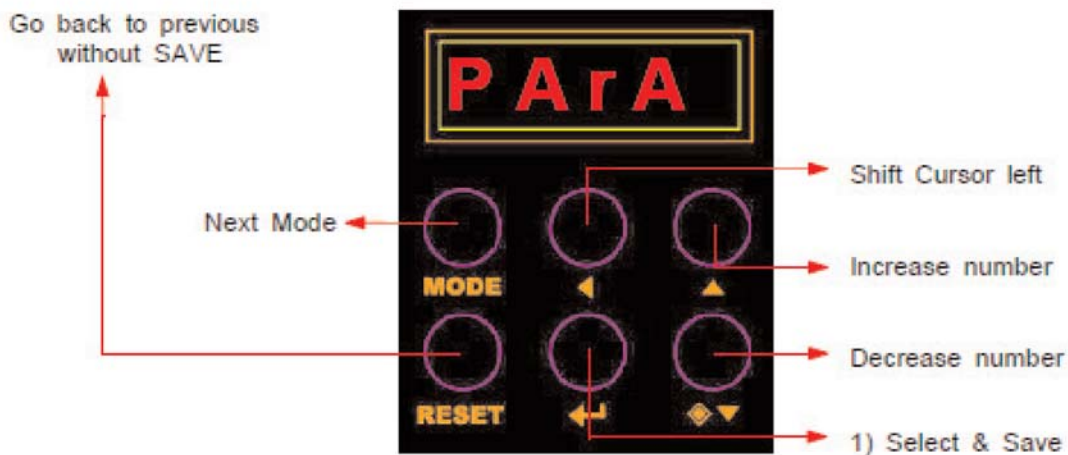 Go back to previous
without SAVE
PArA
Shift Cursor left
Next Mode
Increase number
MODE ◀ ▲
Decrease number
RESET ↵ ◈▼
1) Select & Save